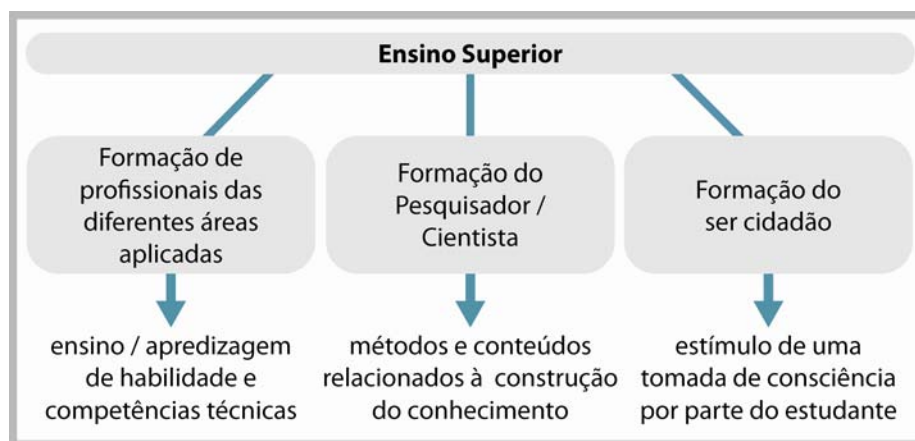 Ensino Superior
Formação de
profissionais das
diferentes áreas
aplicadas
Formação do
Pesquisador /
Cientista
Formação do
ser cidadão
ensino / apredizagem
de habilidade e
competências técnicas
métodos e conteúdos
relacionados à construção
do conhecimento
estímulo de uma
tomada de consciência
por parte do estudante